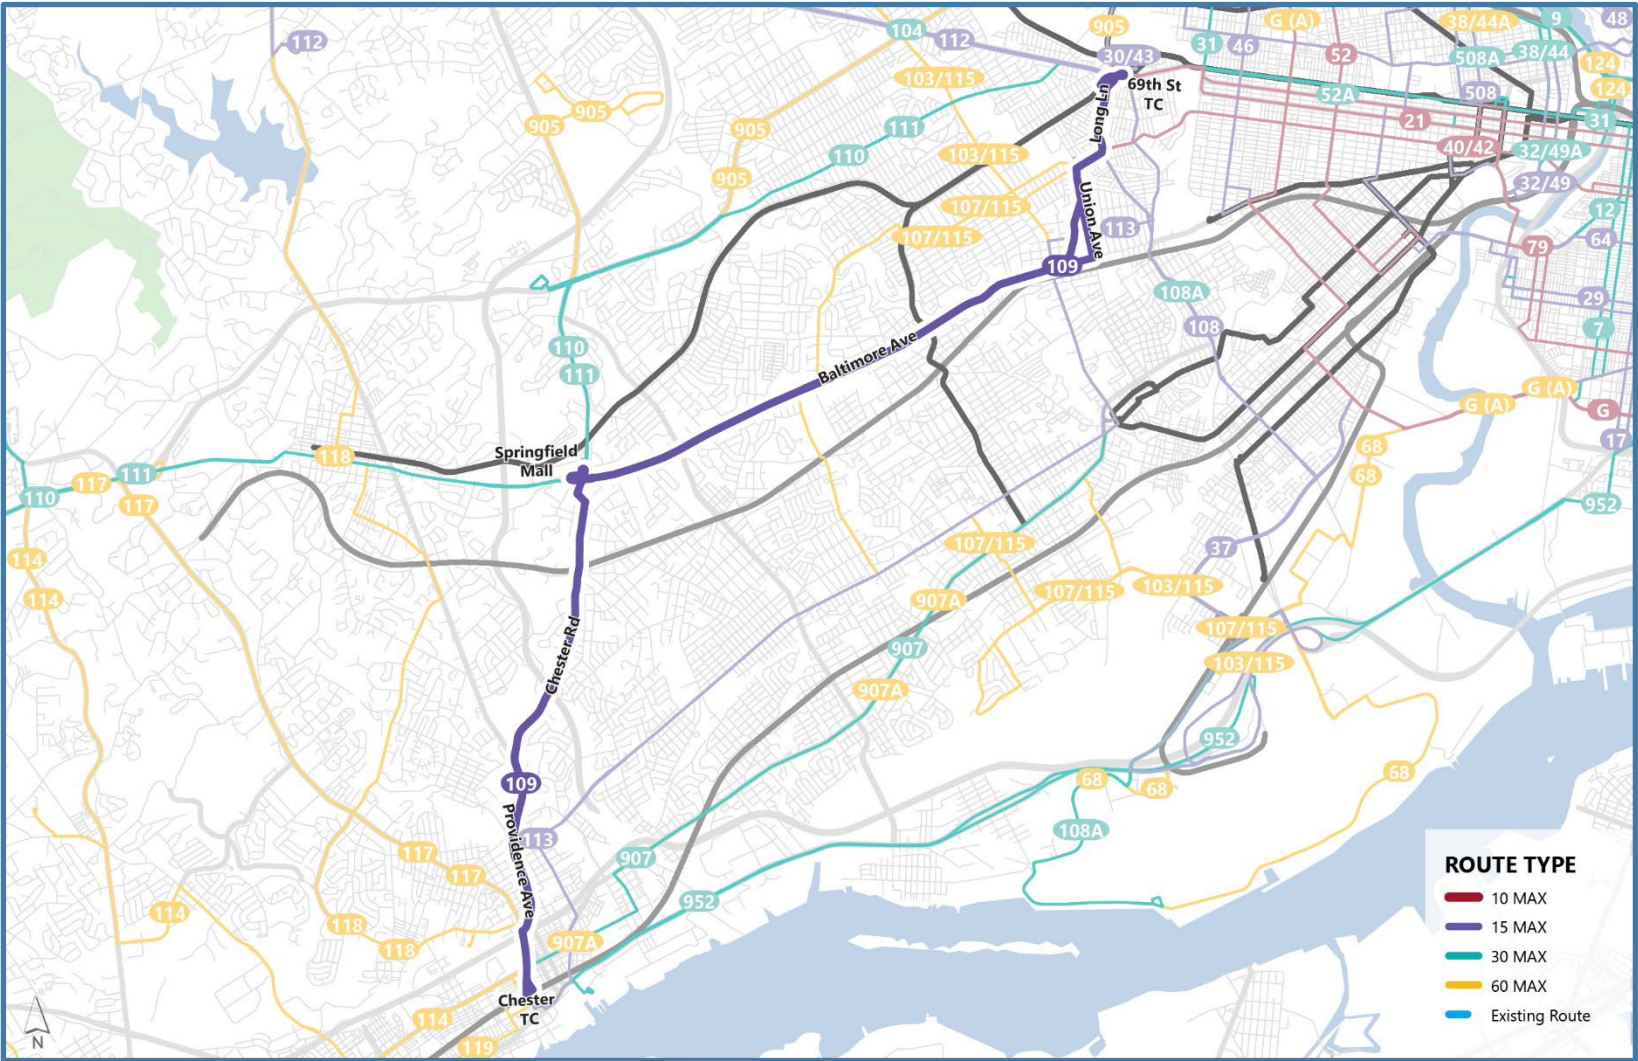 905
G (A)
38/44A
9
48
104
112
112
30/43
31
46
52
508A
38/44
124
103/115
69th St
TC
52A
508
124
905
905
905
111
Long Ln
21
31
110
103/115
40/42
32/49A
905
107/115
Union Ave
32/49
107/115
113
12
79
64
109
108A
29
108
7
110
Baltimore Ave
111
G (A)
G (A)
G
Springfield
Mall
118
68
17
111
117
110
68
117
952
107/115
37
114
107/115
103/115
114
907A
107/115
Chester Rd
907
103/115
907A
952
109
68
68
68
Providence Ave
113
108A
117
907
117
ROUTE TYPE
10 MAX
15 MAX
30 MAX
60 MAX
Existing Route
952
114
118
118
907A
Chester
TC
114
119
N